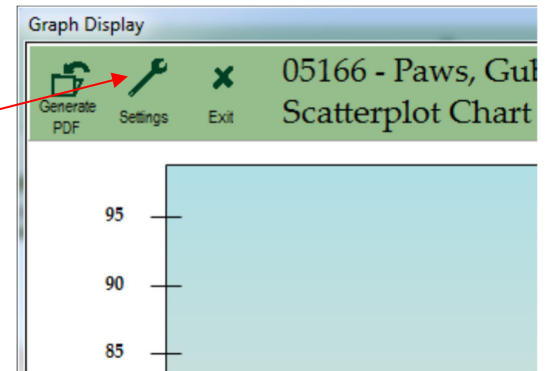 Graph Display
Generate PDF
Settings
Exit
05166 - Paws,
Scatterplot Chart
95
90
85